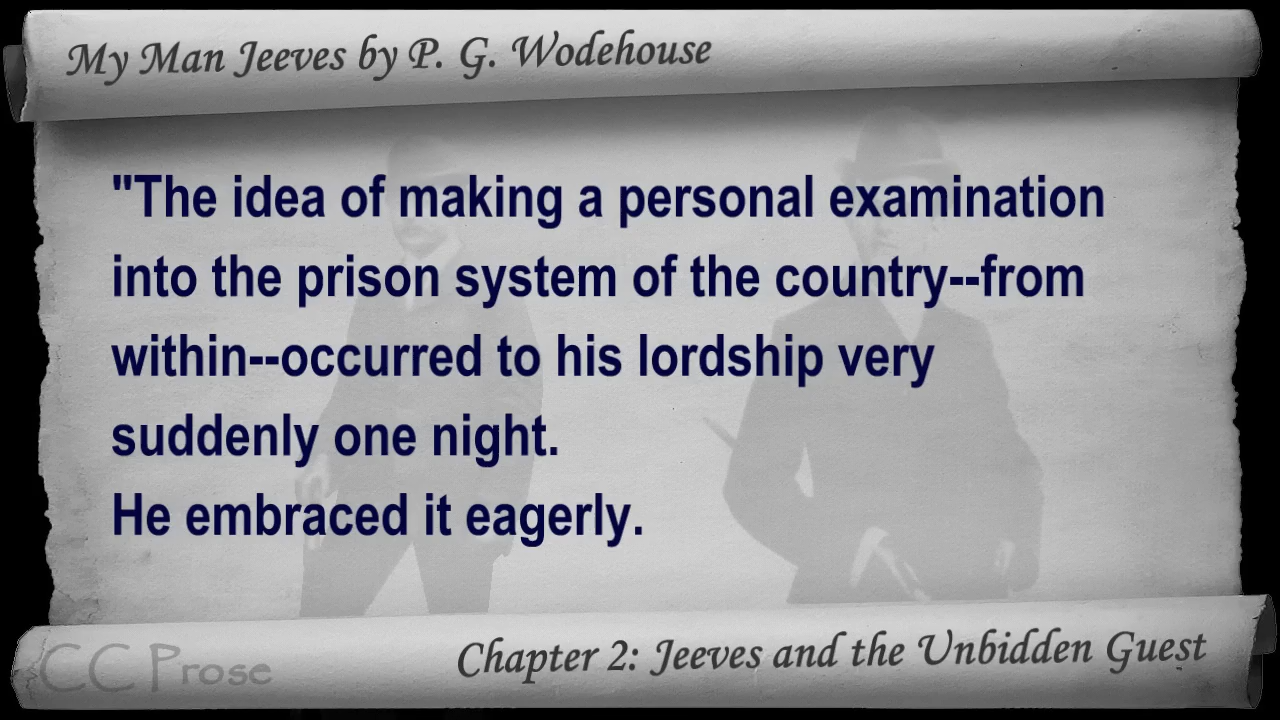 My Man Jeeves by P. G. Wodehouse
"The idea of making a personal examination
into the prison system of the country--from
within--occurred to his lordship very
suddenly one night.
He embraced it eagerly.
CC Prose
Chapter 2: Jeeves and the Unbidden Guest